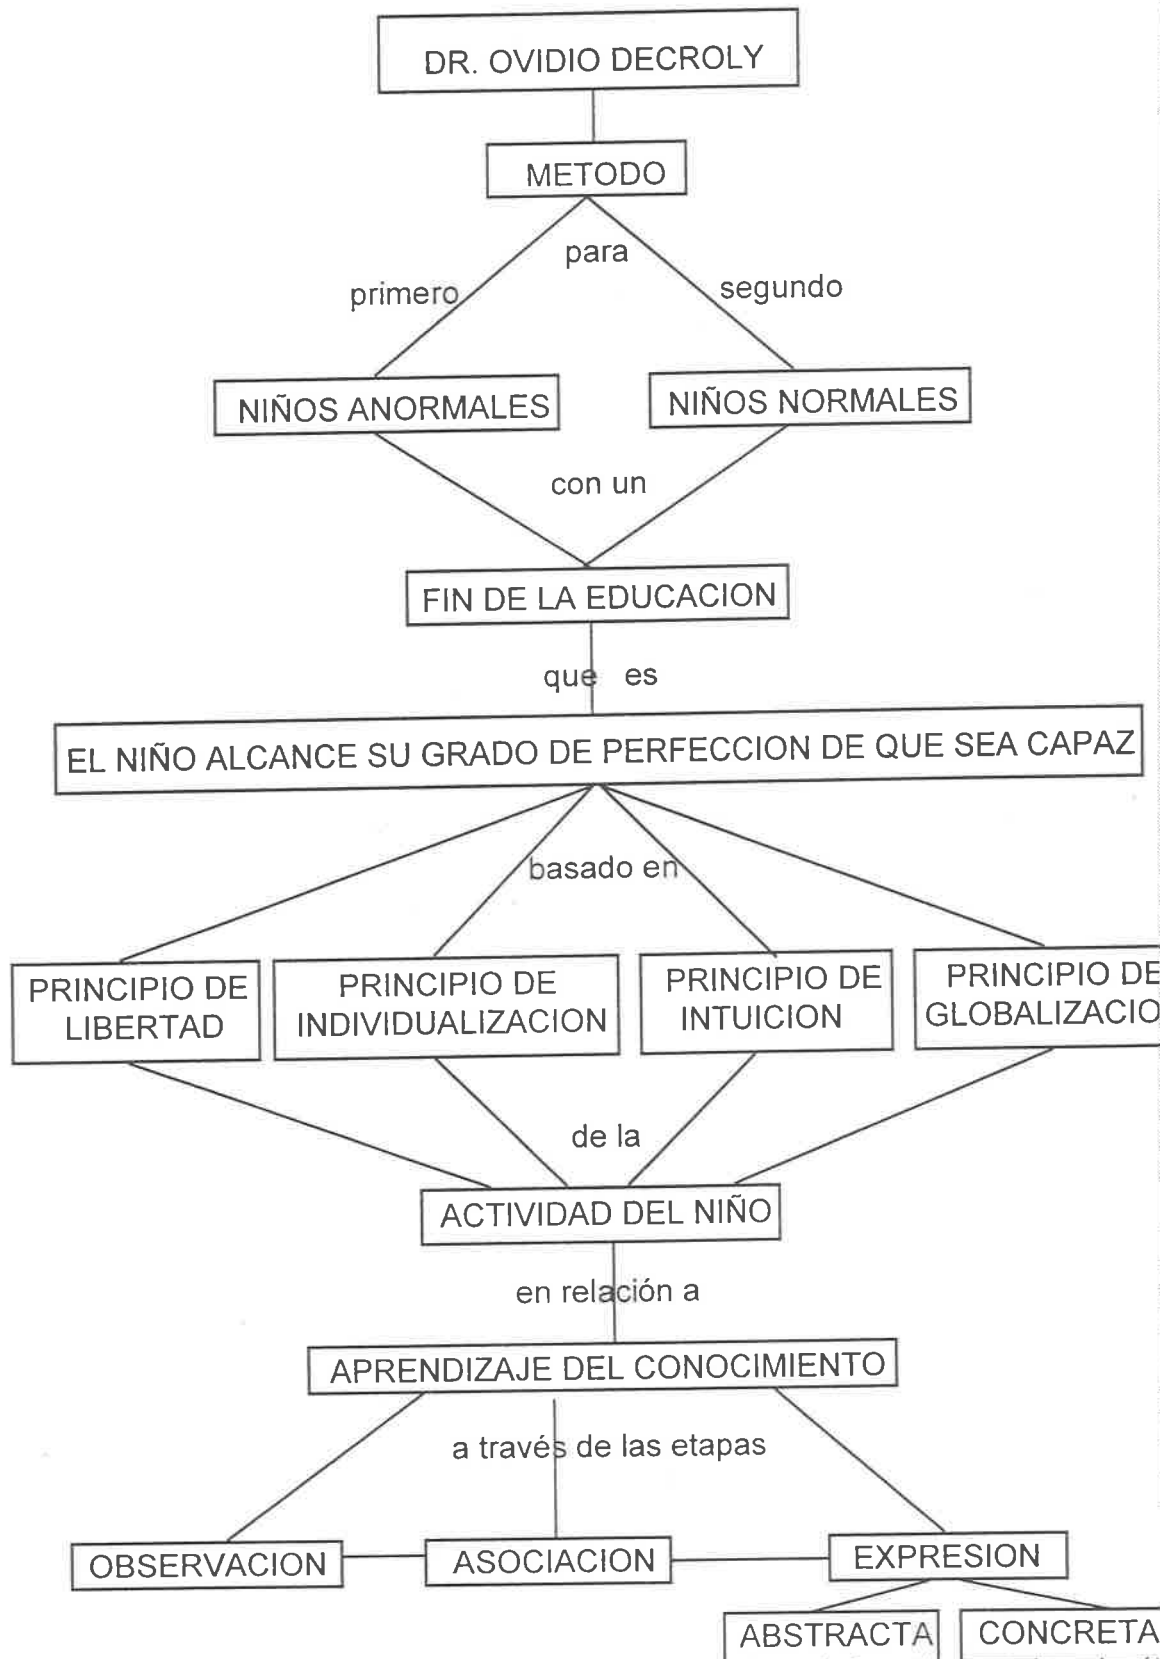 DR. OVIDIO DECROLY
METODO
para
primero
segundo
NIÑOS ANORMALES
NIÑOS NORMALES
con un
FIN DE LA EDUCACION
que es
EL NIÑO ALCANCE SU GRADO DE PERFECCION DE QUE SEA CAPAZ
basado en
PRINCIPIO DE
LIBERTAD
PRINCIPIO DE
INDIVIDUALIZACION
PRINCIPIO DE
INTUICION
PRINCIPIO DE
GLOBALIZACIO
de la
ACTIVIDAD DEL NIÑO
en relación a
APRENDIZAJE DEL CONOCIMIENTO
a través de las etapas
OBSERVACION
ASOCIACION
EXPRESION
ABSTRACTA
CONCRETA